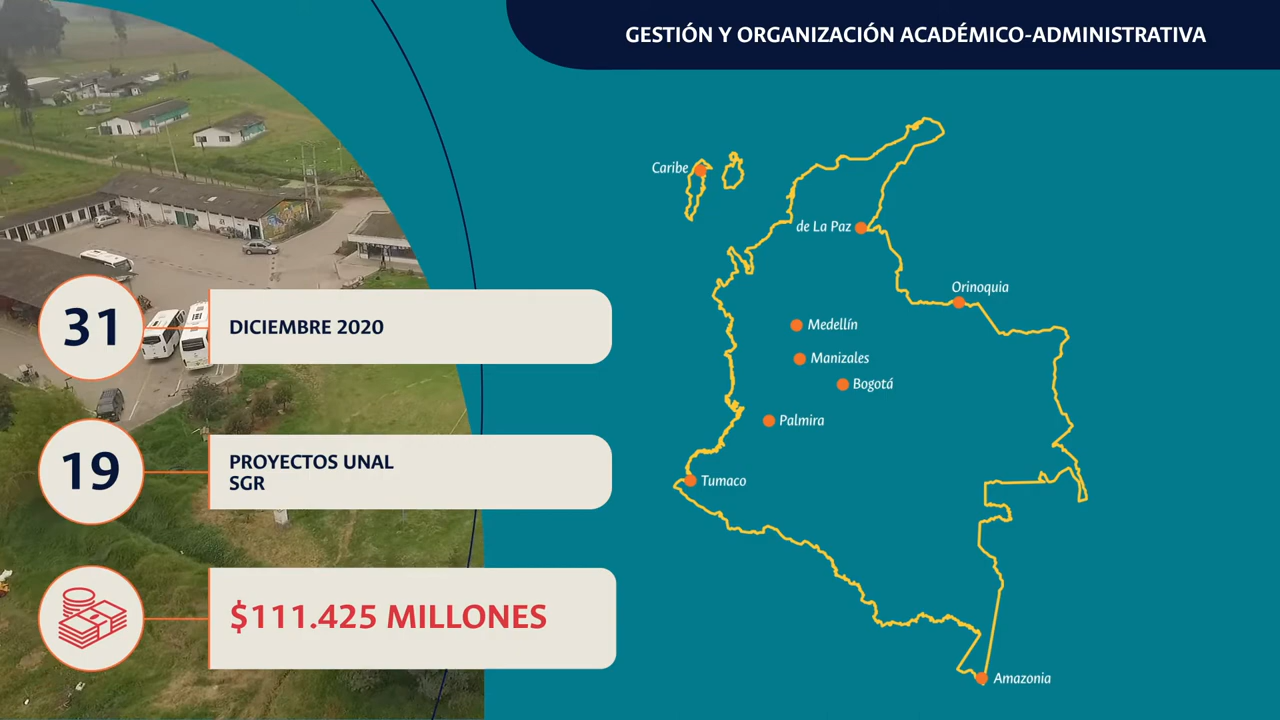 GESTIÓN Y ORGANIZACIÓN ACADÉMICO-ADMINISTRATIVA
31
DICIEMBRE 2020
19
PROYECTOS UNAL
SGR
$111.425 MILLONES
Caribe
de La Paz
Orinoquia
Medellín
Manizales
Bogotá
Palmira
Tumaco
Amazonia